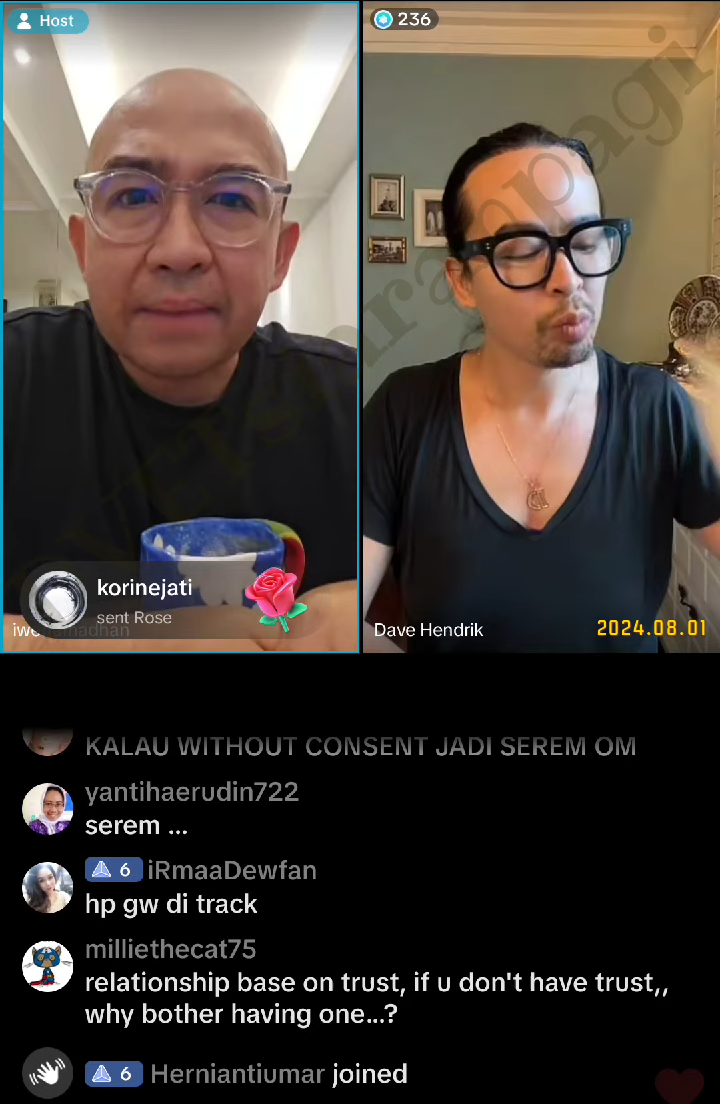 Host
236
korinejati
sent Rose
Dave Hendrik
2024.08.01
KALAU WITHOUT CONSENT JADI SEREM OM
yantihaerudin722
serem ...
6 iRmaaDewfan
hp gw di track
milliethecat75
relationship base on trust, if u don't have trust,,
why bother having one...?
6 Herniantiumar joined